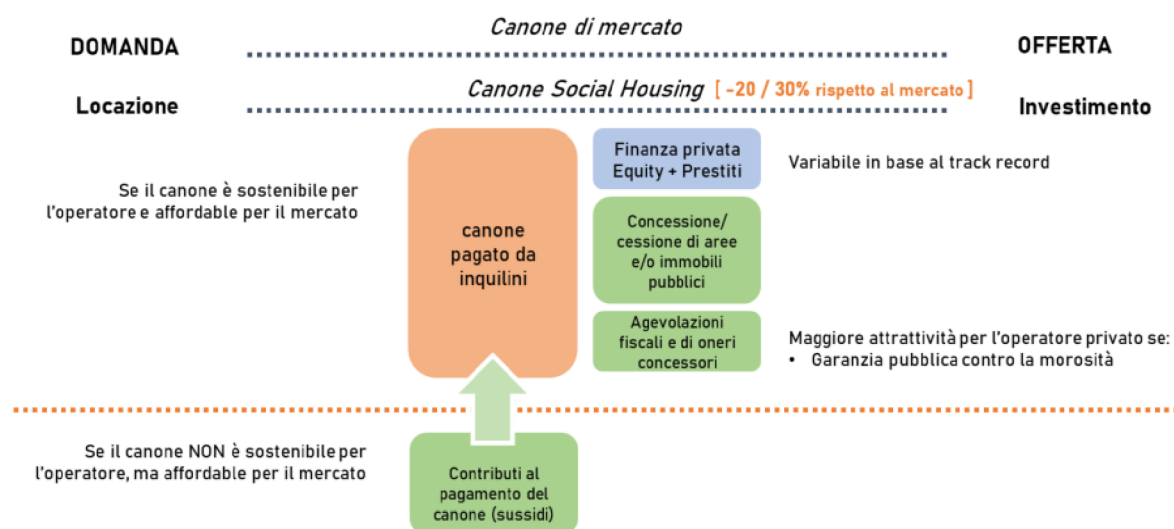 DOMANDA
Canone di mercato
OFFERTA
Locazione
Canone Social Housing [ -20 / 30% rispetto al mercato ]
Investimento
Se il canone è sostenibile per
l'operatore e affordable per il mercato
canone
pagato da
inquilini
Finanza privata
Equity + Prestiti
Variabile in base al track record
Concessione/
cessione di aree
e/o immobili
pubblici
Agevolazioni
fiscali e di oneri
concessori
Maggiore attrattività per l'operatore privato se:
• Garanzia pubblica contro la morosità
Se il canone NON è sostenibile per
l'operatore, ma affordable per il mercato
Contributi al
pagamento del
canone (sussidi)